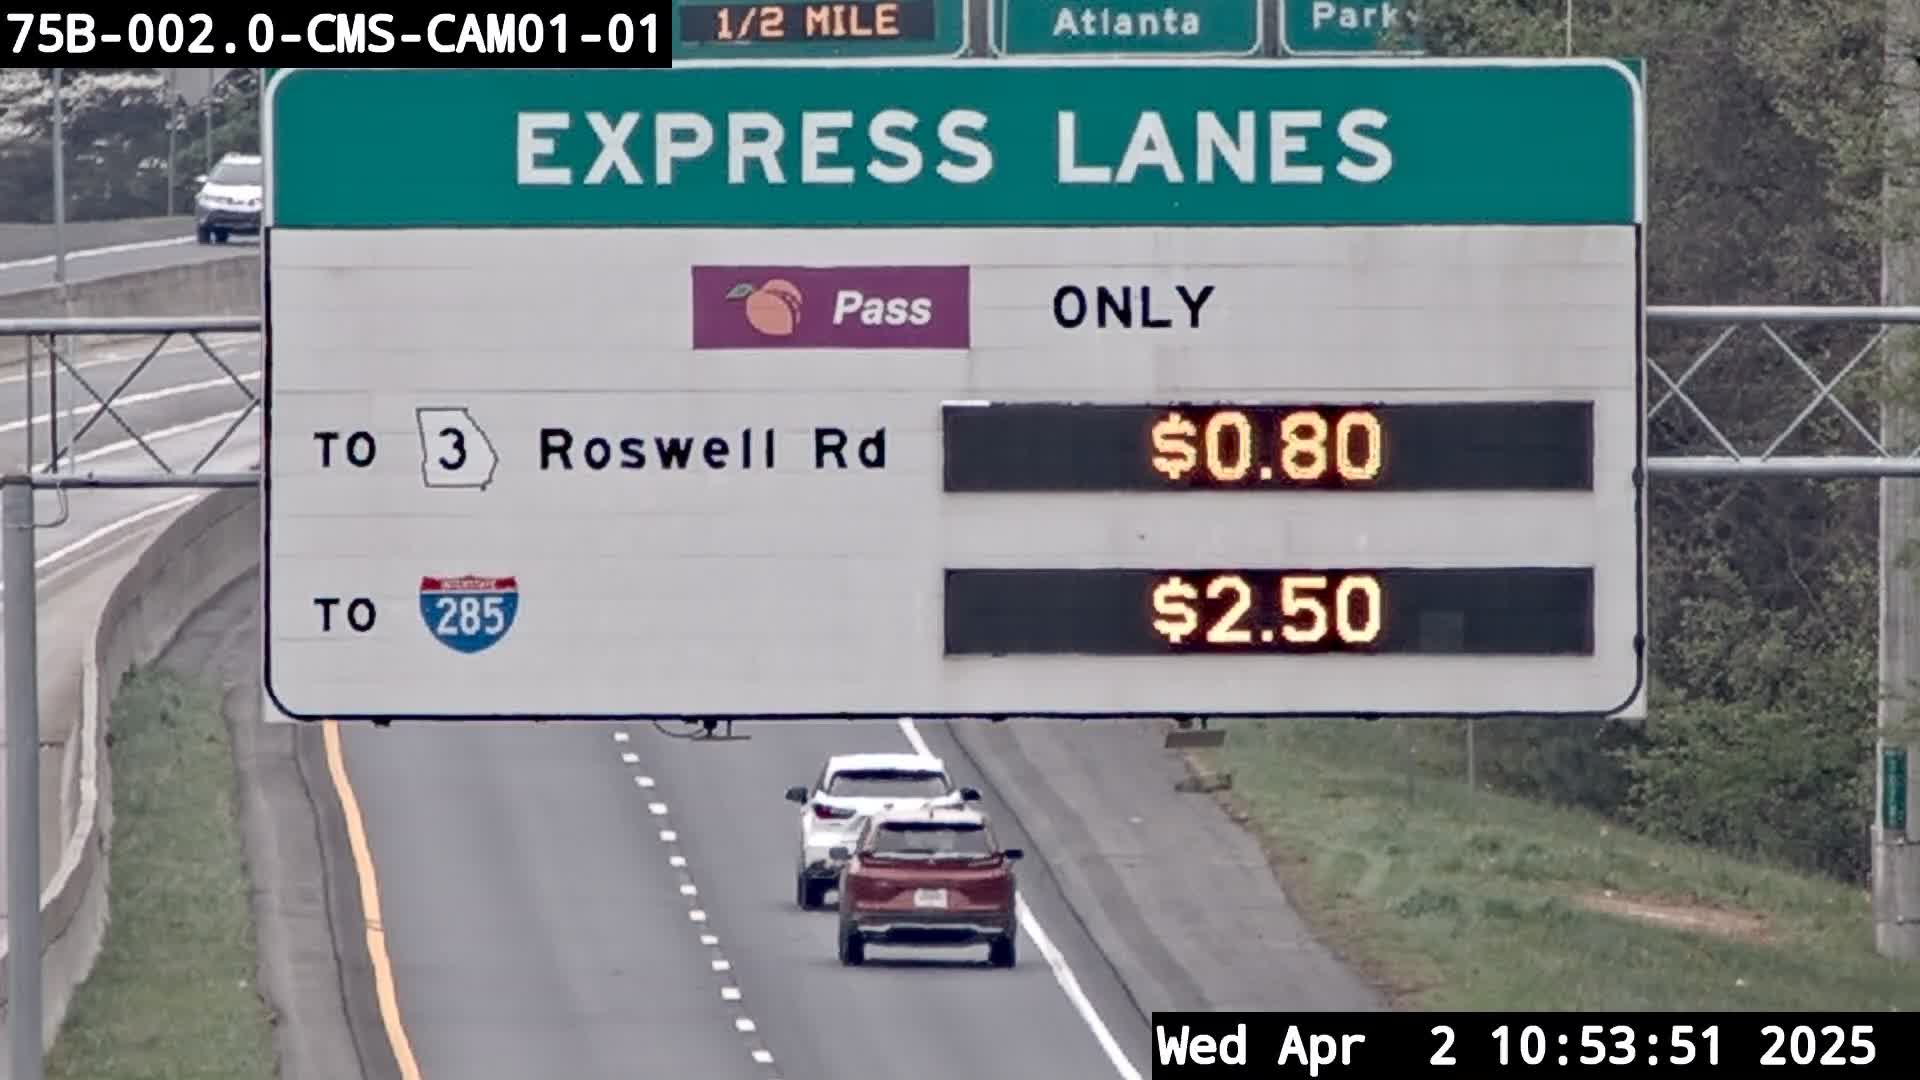 75B-002.0-CMS-CAM01-01
1/2 MILE
Atlanta
EXPRESS LANES
Pass ONLY
TO 3 Roswell Rd $0.80
TO 285 $2.50
Wed Apr 2 10:53:51 2025